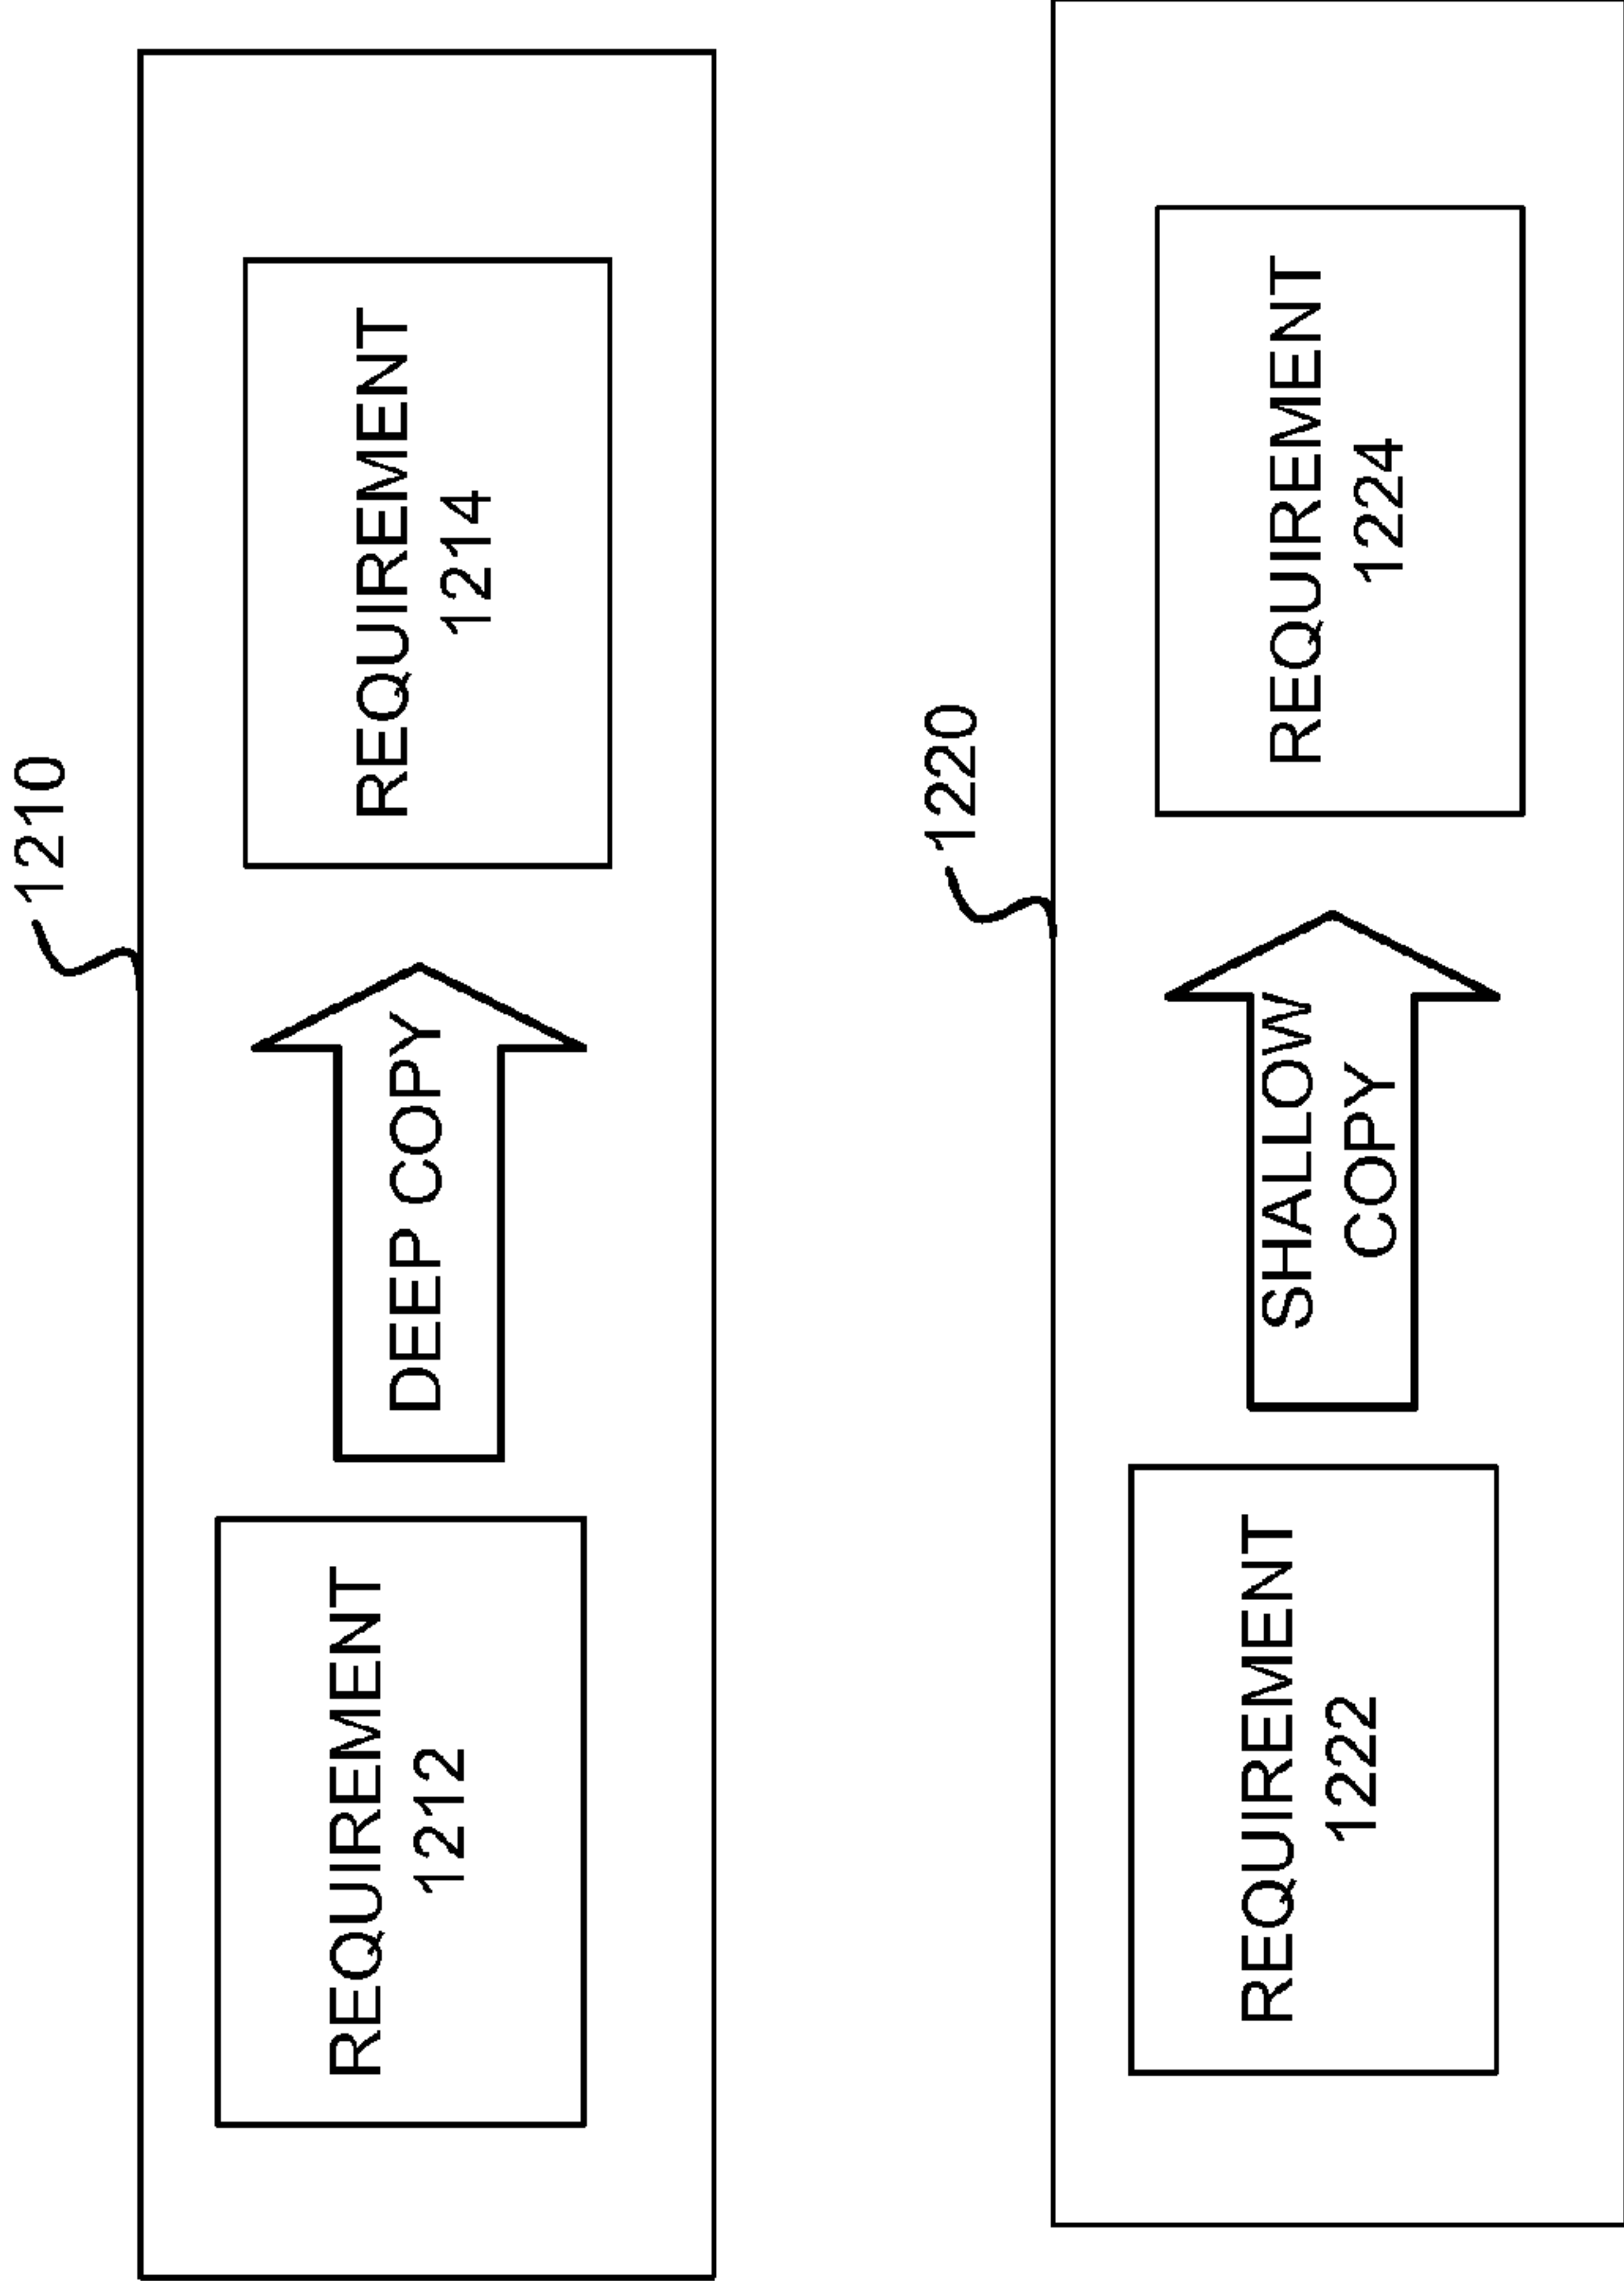 1210
REQUIREMENT
1212
DEEP COPY
REQUIREMENT
1214
1220
REQUIREMENT
1222
SHALLOW
COPY
REQUIREMENT
1224